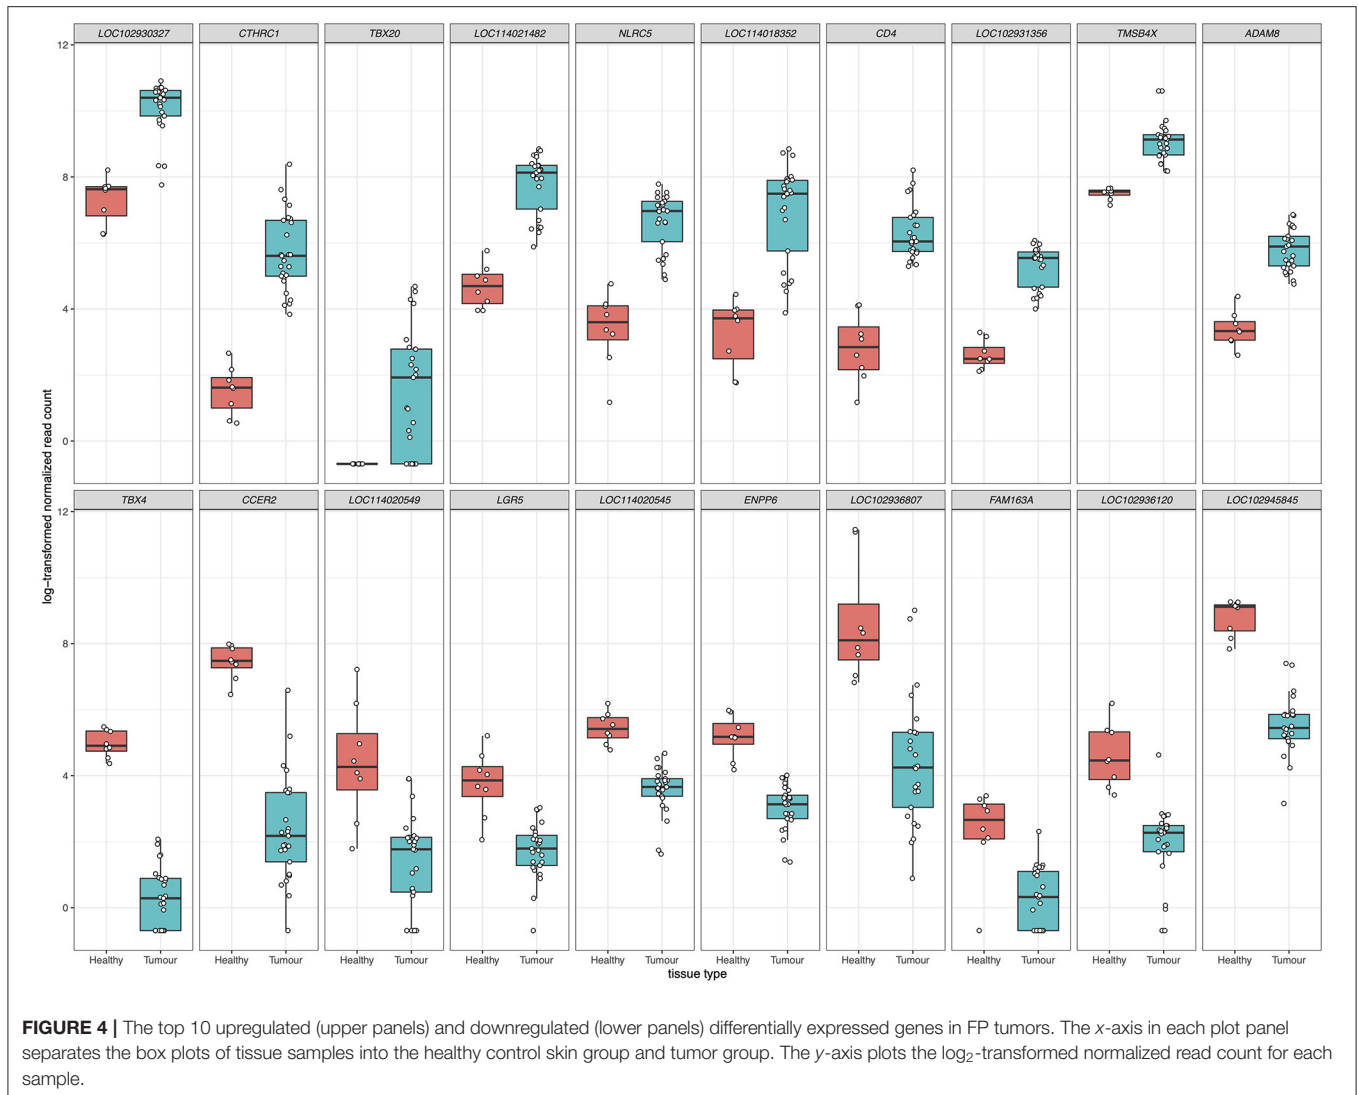 LOC102930327 CTHRC1 TBX20 LOC114021482 NLRC5 LOC114018352 CD4 LOC102931356 TMSB4X ADAM8
12
8
4
0
TBX4 CCER2 LOC114020549 LGR5 LOC114020545 ENPP6 LOC102936807 FAM163A LOC102936120 LOC102945845
12
8
4
0
log-transformed normalized read count
Healthy Tumour Healthy Tumour Healthy Tumour Healthy Tumour Healthy Tumour Healthy Tumour Healthy Tumour Healthy Tumour Healthy Tumour Healthy Tumour
tissue type
FIGURE 4 | The top 10 upregulated (upper panels) and downregulated (lower panels) differentially expressed genes in FP tumors. The x-axis in each plot panel
separates the box plots of tissue samples into the healthy control skin group and tumor group. The y-axis plots the log₂-transformed normalized read count for each
sample.